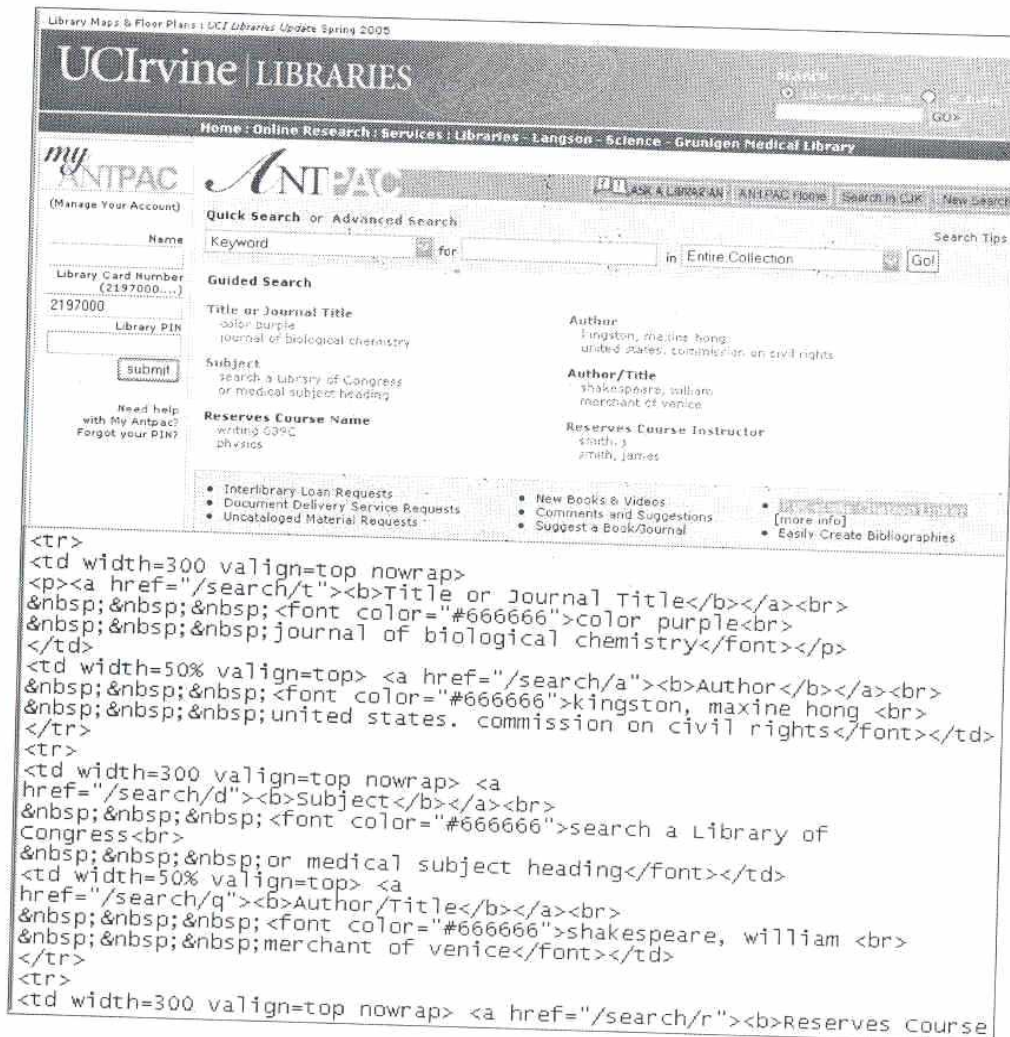 Library Maps & Floor Plans : UCI Libraries Update Spring 2005
UCIrvine | LIBRARIES
SEARCH
GO»
Home : Online Research : Services : Libraries - Langson - Science - Grunigen Medical Library
my ANTPAC
(Manage Your Account)
Name
Library Card Number
(2197000....)
2197000
Library PIN
submit
Need help
with My Antpac?
Forgot your PIN?
ANTPAC
ASK A LIBRARIAN ANTPAC Home Search in CJK New Search
Quick Search or Advanced Search
Search Tips
Keyword for in Entire Collection Go!
Guided Search
Title or Journal Title
color purple
journal of biological chemistry
Author
kingston, maxine hong
united states. commission on civil rights
Subject
search a Library of Congress
or medical subject heading
Author/Title
shakespeare, william
merchant of venice
Reserves Course Name
writing 039C
physics
Reserves Course Instructor
smith, j
smith, james
• Interlibrary Loan Requests
• Document Delivery Service Requests
• Uncataloged Material Requests
• New Books & Videos
• Comments and Suggestions
• Suggest a Book/Journal
•
[more info]
• Easily Create Bibliographies
<tr>
<td width=300 valign=top nowrap>
<p><a href="/search/t"><b>Title or Journal Title</b></a><br>
&nbsp;&nbsp;&nbsp;<font color="#666666">color purple<br>
&nbsp;&nbsp;&nbsp;journal of biological chemistry</font></p>
</td>
<td width=50% valign=top> <a href="/search/a"><b>Author</b></a><br>
&nbsp;&nbsp;&nbsp;<font color="#666666">kingston, maxine hong <br>
&nbsp;&nbsp;&nbsp;united states. commission on civil rights</font></td>
</tr>
<tr>
<td width=300 valign=top nowrap> <a
href="/search/d"><b>Subject</b></a><br>
&nbsp;&nbsp;&nbsp;<font color="#666666">search a Library of
Congress<br>
&nbsp;&nbsp;&nbsp;or medical subject heading</font></td>
<td width=50% valign=top> <a
href="/search/q"><b>Author/Title</b></a><br>
&nbsp;&nbsp;&nbsp;<font color="#666666">shakespeare, william <br>
&nbsp;&nbsp;&nbsp;merchant of venice</font></td>
</tr>
<tr>
<td width=300 valign=top nowrap> <a href="/search/r"><b>Reserves Course